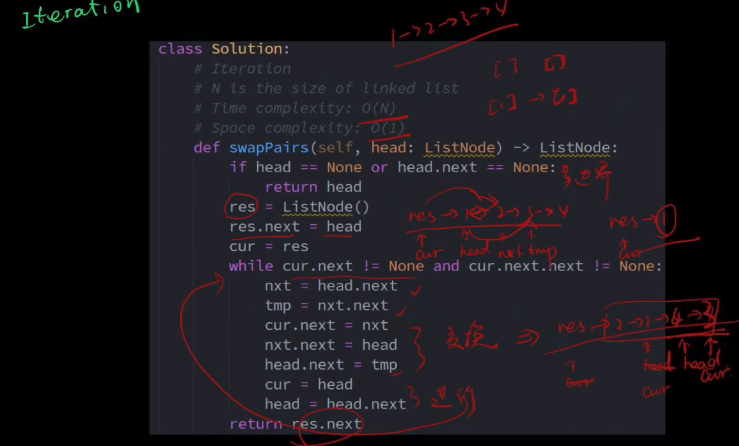 Iteration
1->2->3->4
class Solution:
# Iteration
[ ] [ ]
# N is the size of linked list
# Time complexity: O(N)
[1] ->
# Space complexity: O(1)
def swapPairs(self, head: ListNode) -> ListNode:
if head == None or head.next == None:
return head
res = ListNode()
res.next = head
res -> 1 2 -> 3 -> 4
res -> 1
cur = res
cur head nxt tmp
cur
while cur.next != None and cur.next.next != None:
nxt = head.next
tmp = nxt.next
cur.next = nxt
nxt.next = head
} 交换 => res -> 2 -> 1 -> 4 -> 3
head.next = tmp
head cur
cur
cur = head
head = head.next
return res.next